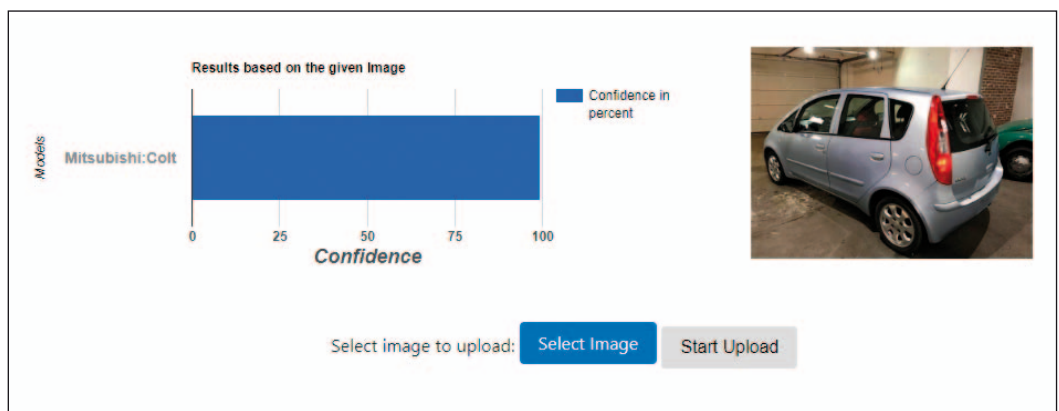 Results based on the given Image
Confidence in
percent
Models
Mitsubishi:Colt
0 25 50 75 100
Confidence
Select image to upload: Select Image Start Upload